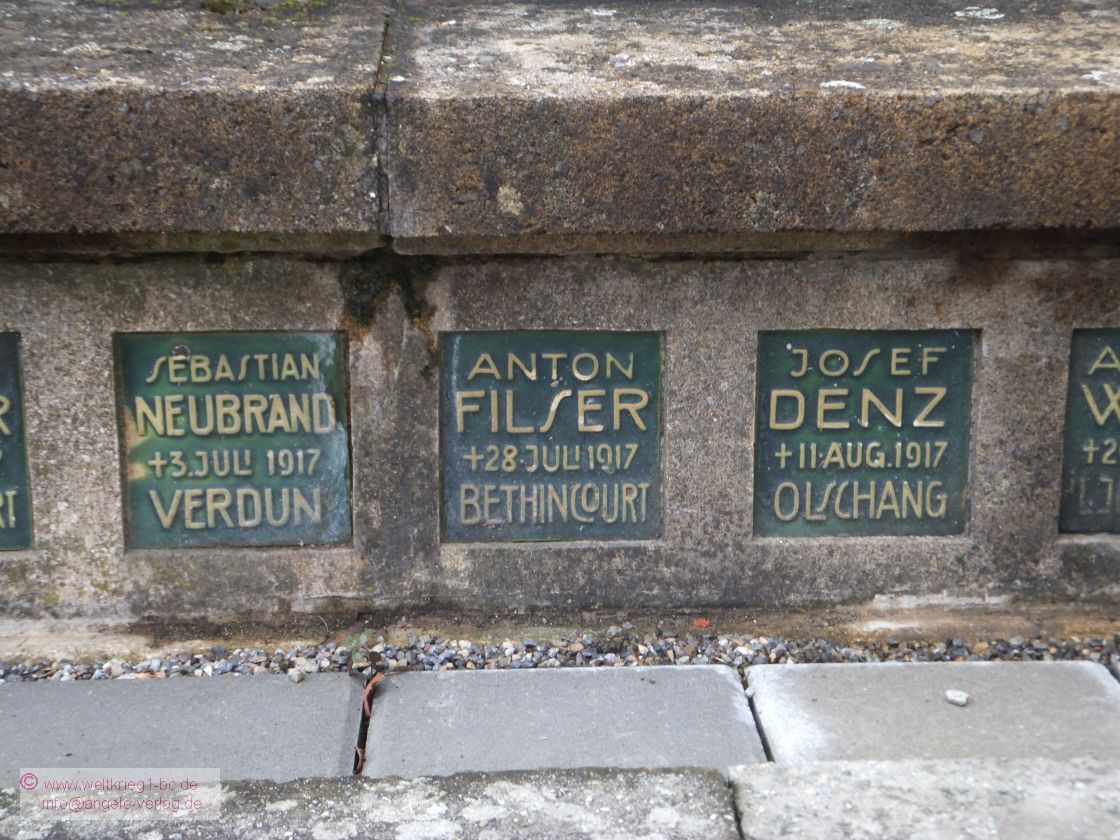 SEBASTIAN
NEUBRAND
+3.JULI 1917
VERDUN
ANTON
FILSER
+28·JULI 1917
BETHINCOURT
JOSEF
DENZ
+11·AUG.1917
OLSCHANG
© www.weltkrieg1-bc.de
info@angele-verlag.de